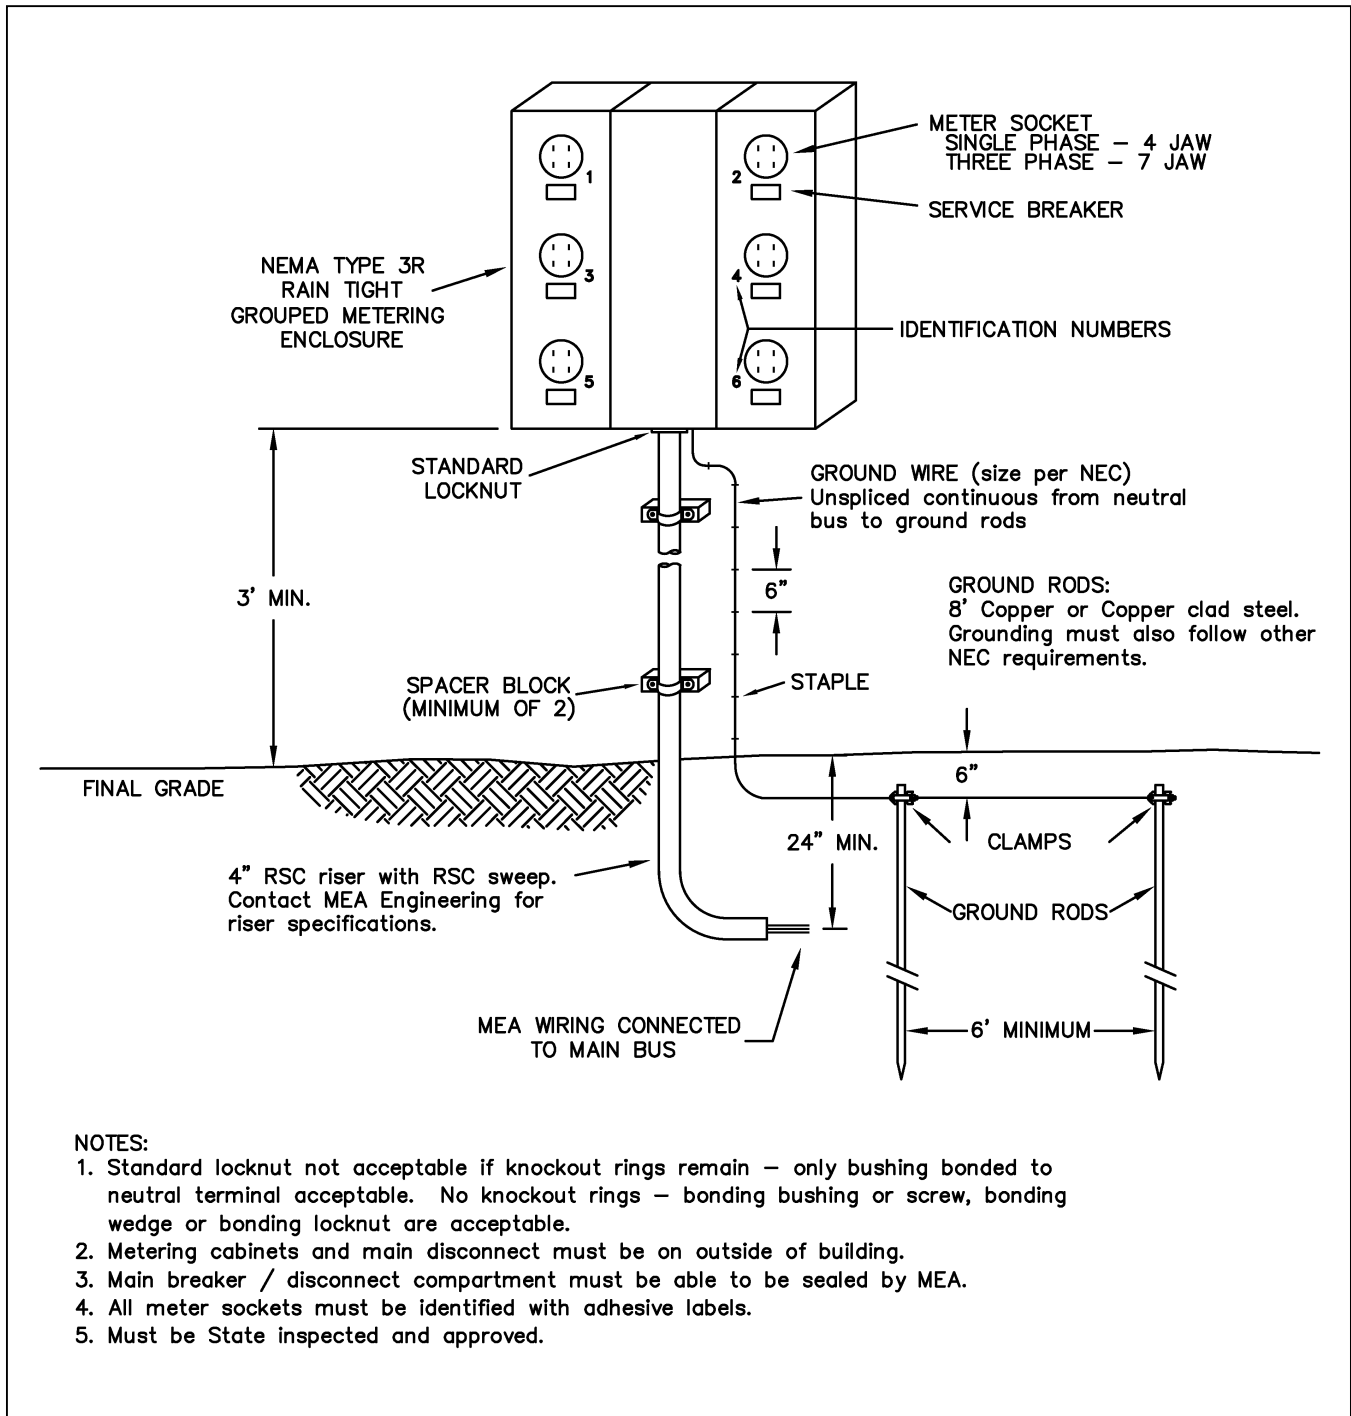 METER SOCKET
SINGLE PHASE – 4 JAW
THREE PHASE – 7 JAW
1
2
SERVICE BREAKER
NEMA TYPE 3R
RAIN TIGHT
GROUPED METERING
ENCLOSURE
3
4
IDENTIFICATION NUMBERS
5
6
STANDARD
LOCKNUT
GROUND WIRE (size per NEC)
Unspliced continuous from neutral
bus to ground rods
3' MIN.
6"
GROUND RODS:
8' Copper or Copper clad steel.
Grounding must also follow other
NEC requirements.
SPACER BLOCK
(MINIMUM OF 2)
STAPLE
FINAL GRADE
6"
24" MIN.
CLAMPS
4" RSC riser with RSC sweep.
Contact MEA Engineering for
riser specifications.
GROUND RODS
MEA WIRING CONNECTED
TO MAIN BUS
6' MINIMUM
NOTES:
1. Standard locknut not acceptable if knockout rings remain – only bushing bonded to
neutral terminal acceptable. No knockout rings – bonding bushing or screw, bonding
wedge or bonding locknut are acceptable.
2. Metering cabinets and main disconnect must be on outside of building.
3. Main breaker / disconnect compartment must be able to be sealed by MEA.
4. All meter sockets must be identified with adhesive labels.
5. Must be State inspected and approved.